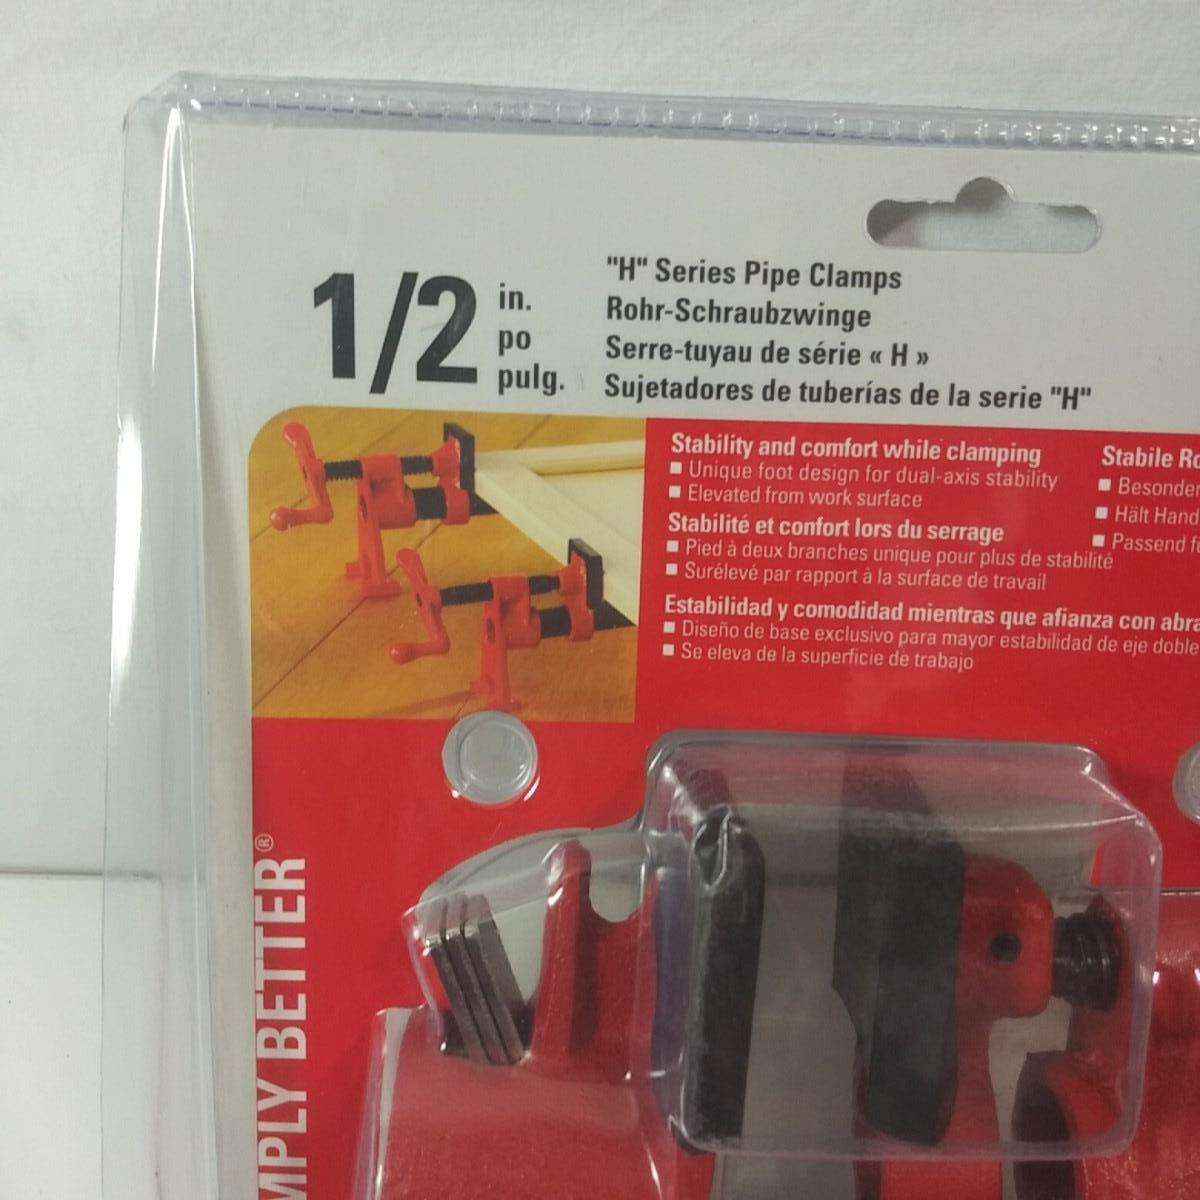 1/2 in.
po
pulg.
"H" Series Pipe Clamps
Rohr-Schraubzwinge
Serre-tuyau de série « H »
Sujetadores de tuberías de la serie "H"
Stability and comfort while clamping
■ Unique foot design for dual-axis stability
■ Elevated from work surface
Stabilité et confort lors du serrage
■ Pied à deux branches unique pour plus de stabilité
■ Surélevé par rapport à la surface de travail
Estabilidad y comodidad mientras que afianza con abra
■ Diseño de base exclusivo para mayor estabilidad de eje doble
■ Se eleva de la superficie de trabajo
Stabile Ro
■ Besonder
■ Hält Hand
■ Passend fü
MPLY BETTER®